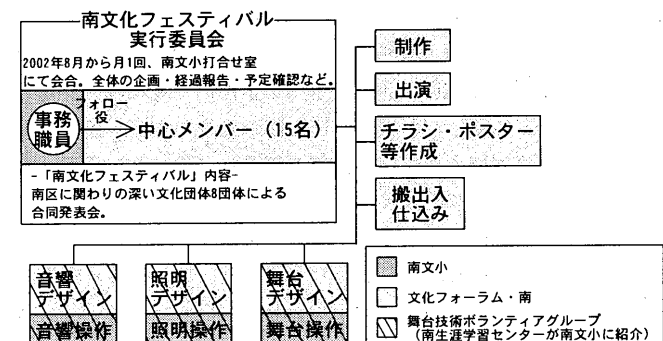 南文化フェスティバル
実行委員会
2002年8月から月1回、南文小打合せ室
にて会合。全体の企画・経過報告・予定確認など。
事務
職員
フォロー
役
中心メンバー（15名）
-「南文化フェスティバル」内容-
南区に関わりの深い文化団体8団体による
合同発表会。
制作
出演
チラシ・ポスター
等作成
搬出入
仕込み
音響
デザイン
音響操作
照明
デザイン
照明操作
舞台
デザイン
舞台操作
南文小
文化フォーラム・南
舞台技術ボランティアグループ
（南生涯学習センターが南文小に紹介）